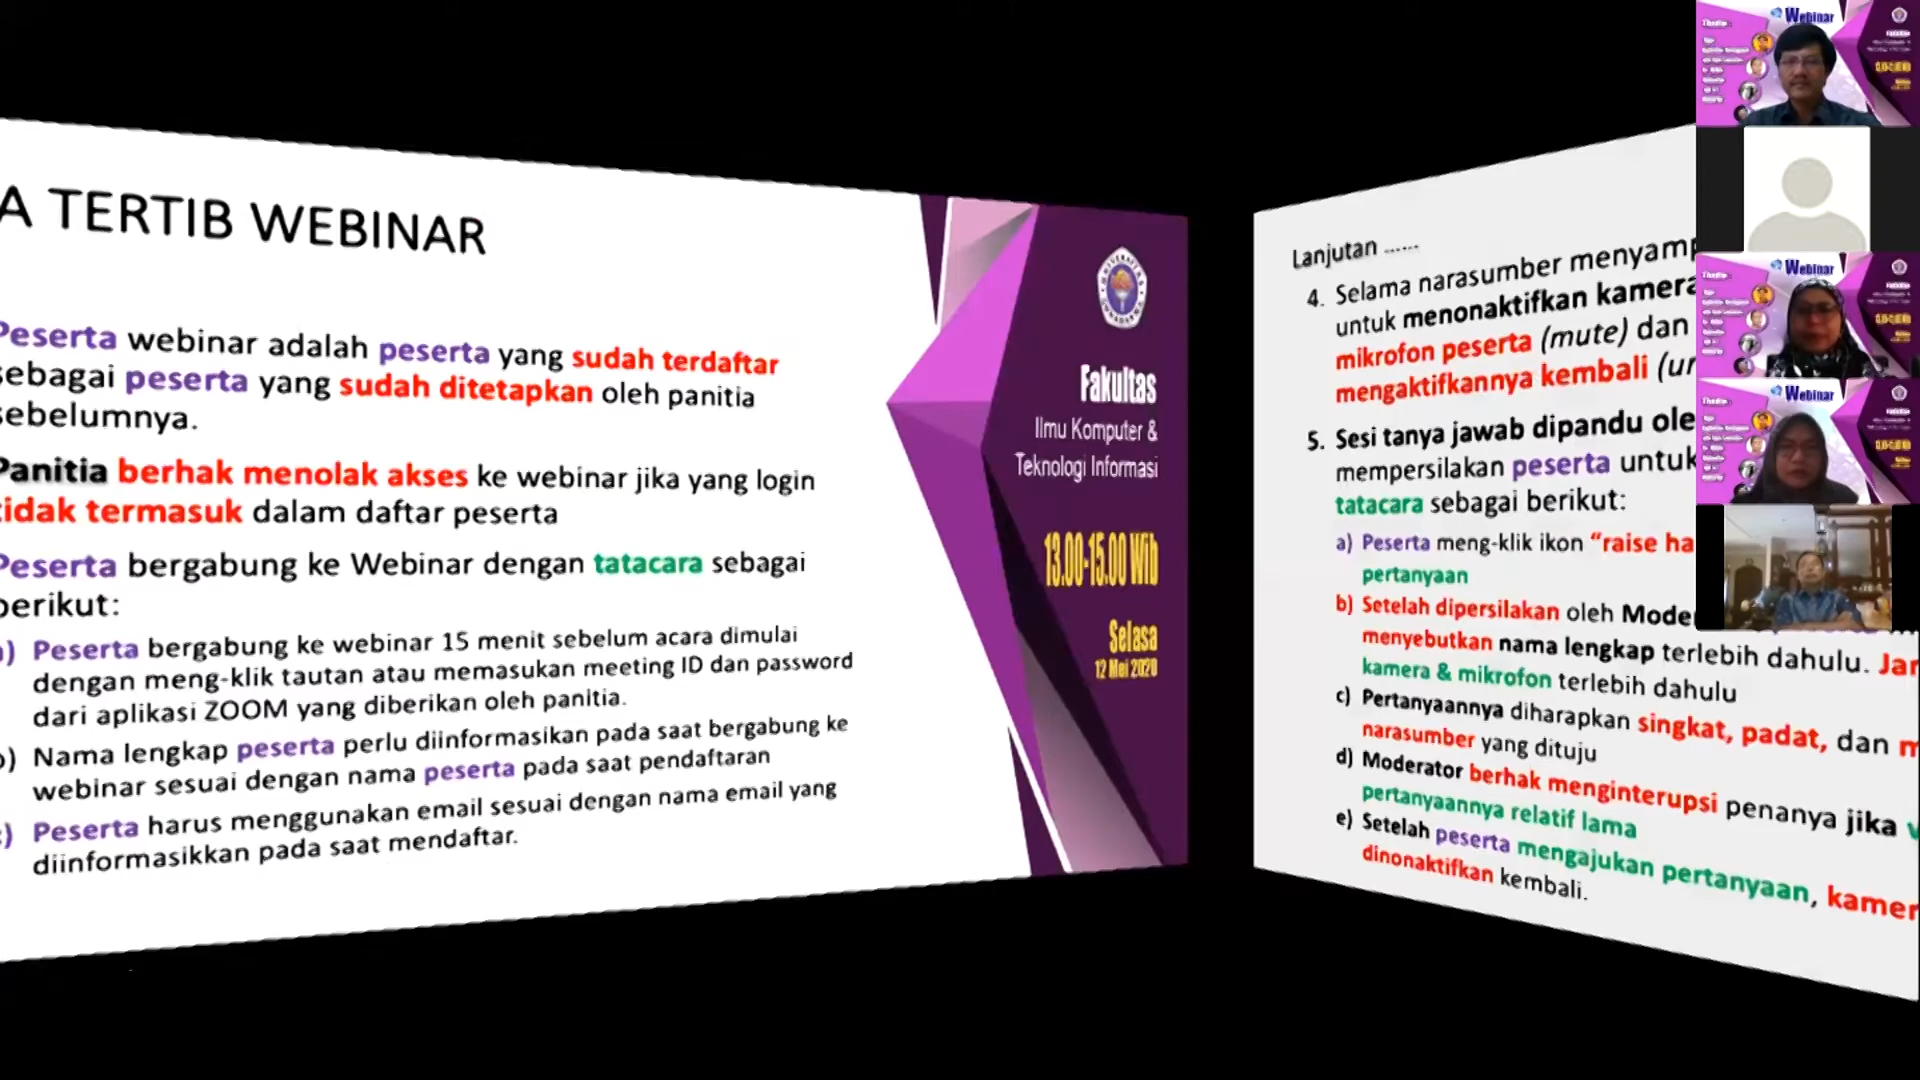 A TERTIB WEBINAR
Peserta webinar adalah peserta yang sudah terdaftar
sebagai peserta yang sudah ditetapkan oleh panitia
sebelumnya.
Panitia berhak menolak akses ke webinar jika yang login
tidak termasuk dalam daftar peserta
Peserta bergabung ke Webinar dengan tatacara sebagai
berikut:
Peserta bergabung ke webinar 15 menit sebelum acara dimulai
dengan meng-klik tautan atau memasukan meeting ID dan password
dari aplikasi ZOOM yang diberikan oleh panitia.
Nama lengkap peserta perlu diinformasikan pada saat bergabung ke
webinar sesuai dengan nama peserta pada saat pendaftaran
Peserta harus menggunakan email sesuai dengan nama email yang
diinformasikkan pada saat mendaftar.
Fakultas
Ilmu Komputer &
Teknologi Informasi
13.00-15.00 Wib
Selasa
12 Mei 2020
Lanjutan ......
4. Selama narasumber menyamp
untuk menonaktifkan kamera
mikrofon peserta (mute) dan
mengaktifkannya kembali (un
5. Sesi tanya jawab dipandu ole
mempersilakan peserta untuk
tatacara sebagai berikut:
a) Peserta meng-klik ikon “raise ha
pertanyaan
b) Setelah dipersilakan oleh Mode
menyebutkan nama lengkap terlebih dahulu. Jan
kamera & mikrofon terlebih dahulu
c) Pertanyaannya diharapkan singkat, padat, dan m
narasumber yang dituju
d) Moderator berhak menginterupsi penanya jika
pertanyaannya relatif lama
e) Setelah peserta mengajukan pertanyaan, kamer
dinonaktifkan kembali.
Webinar
Webinar
Webinar